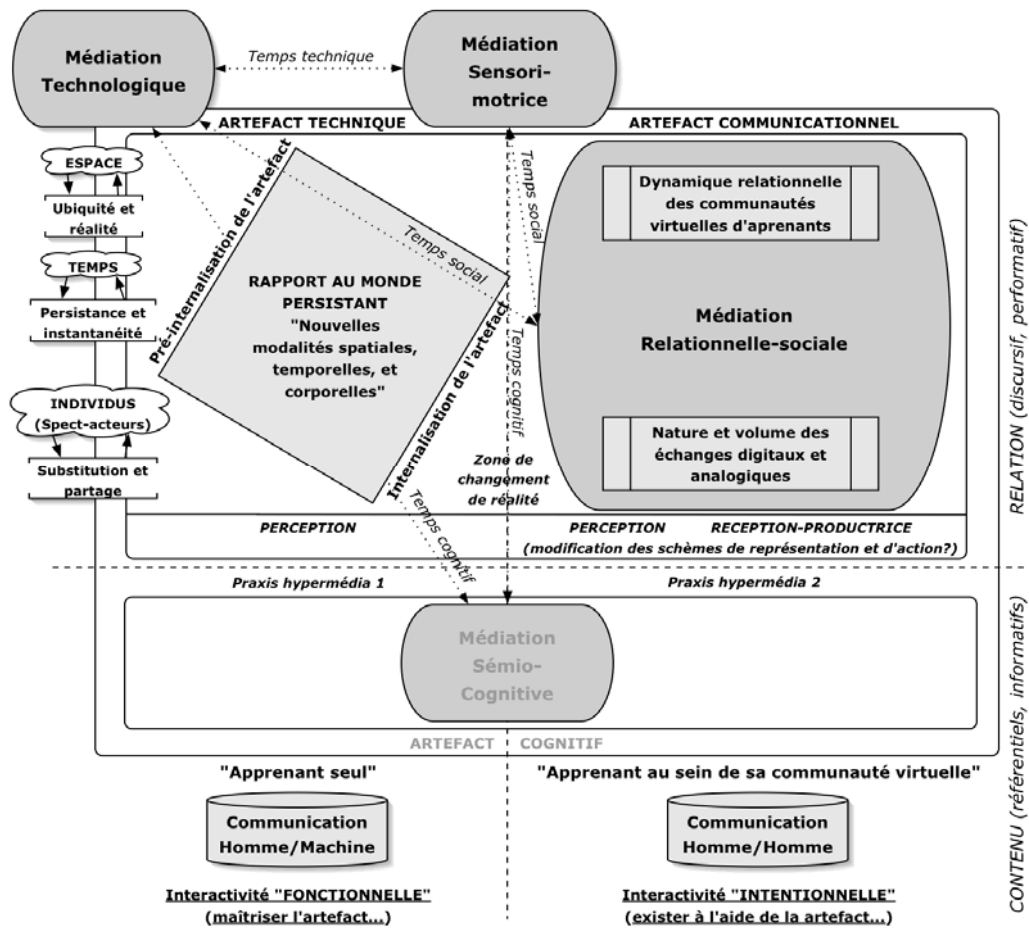 Médiation
Technologique
Temps technique
Médiation
Sensori-
motrice
ARTEFACT TECHNIQUE
ARTEFACT COMMUNICATIONNEL
ESPACE
Ubiquité et
réalité
TEMPS
Persistance et
instantanéité
INDIVIDUS
(Spect-acteurs)
Substitution et
partage
Pré-internalisation de l'artefact
RAPPORT AU MONDE
PERSISTANT
"Nouvelles
modalités spatiales,
temporelles, et
corporelles"
Internalisation de l'artefact
Temps social
Temps social
Temps cognitif
Zone de
changement
de réalité
Temps cognitif
Dynamique relationnelle
des communautés
virtuelles d'aprenants
Médiation
Relationnelle-sociale
Nature et volume des
échanges digitaux et
analogiques
RELATION (discursif, performatif)
PERCEPTION
PERCEPTION RECEPTION-PRODUCTRICE
(modification des schèmes de représentation et d'action?)
Praxis hypermédia 1
Praxis hypermédia 2
Médiation
Sémio-
Cognitive
ARTEFACT COGNITIF
CONTENU (référentiels, informatifs)
"Apprenant seul"
"Apprenant au sein de sa communauté virtuelle"
Communication
Homme/Machine
Communication
Homme/Homme
Interactivité "FONCTIONNELLE"
(maîtriser l'artefact...)
Interactivité "INTENTIONNELLE"
(exister à l'aide de la artefact...)